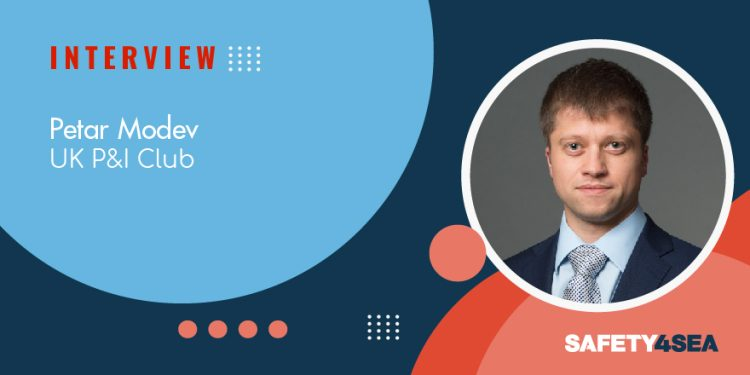 INTERVIEW
Petar Modev
UK P&I Club
SAFETY4SEA